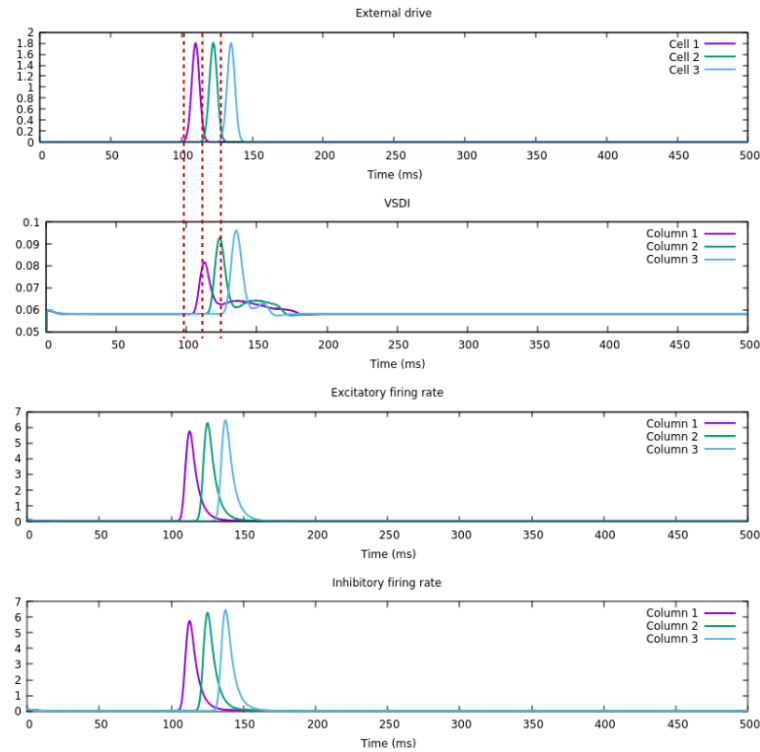 External drive
2
1.8
1.6
1.4
1.2
1
0.8
0.6
0.4
0.2
0
Cell 1
Cell 2
Cell 3
0 50 100 150 200 250 300 350 400 450 500
Time (ms)
VSDI
0.1
0.09
0.08
0.07
0.06
0.05
Column 1
Column 2
Column 3
0 50 100 150 200 250 300 350 400 450 500
Time (ms)
Excitatory firing rate
7
6
5
4
3
2
1
0
Column 1
Column 2
Column 3
0 50 100 150 200 250 300 350 400 450 500
Time (ms)
Inhibitory firing rate
7
6
5
4
3
2
1
0
Column 1
Column 2
Column 3
0 50 100 150 200 250 300 350 400 450 500
Time (ms)